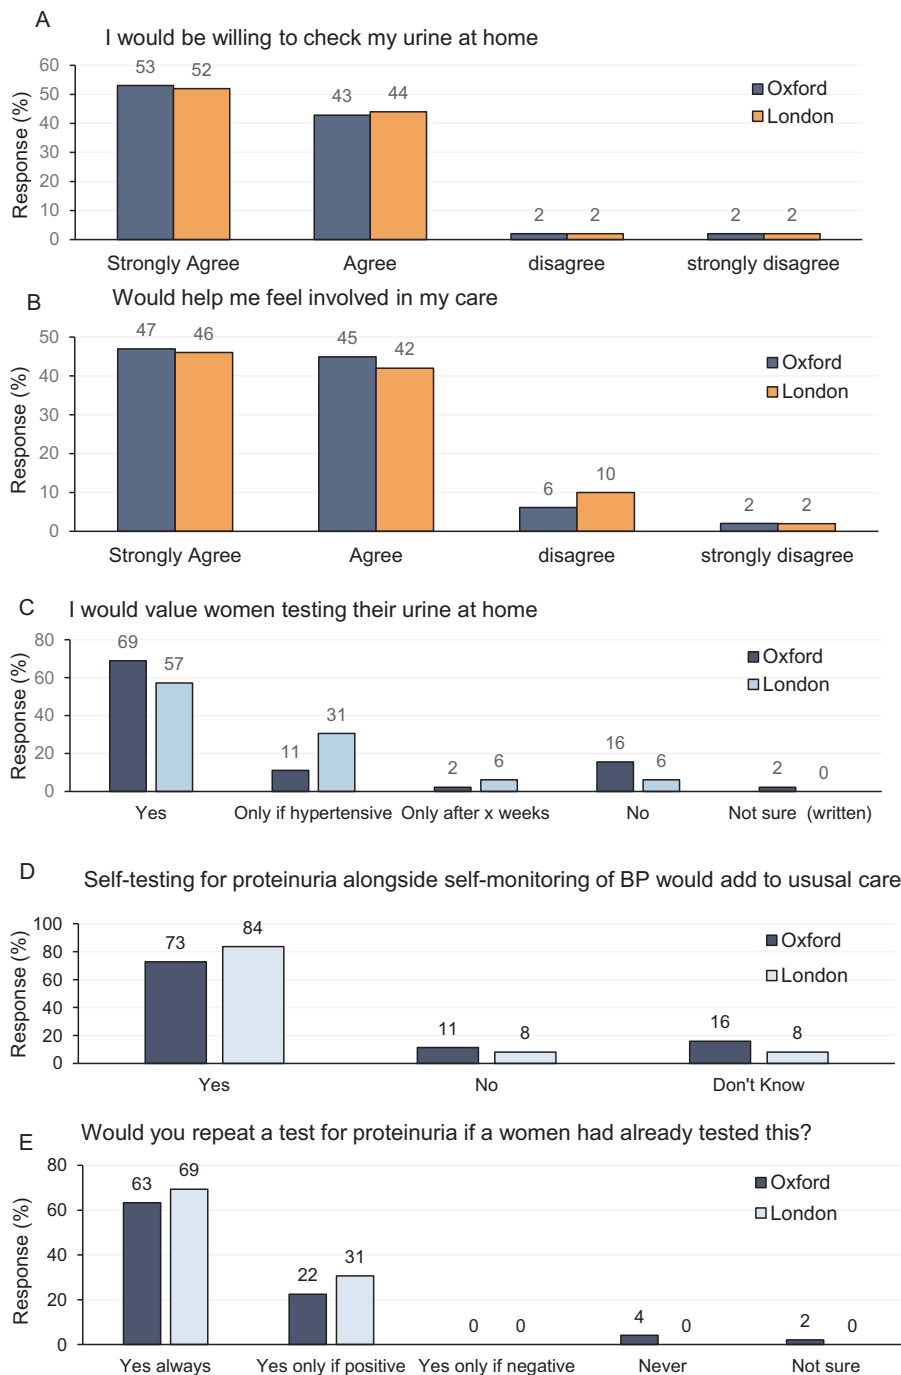 A
I would be willing to check my urine at home
Response (%)
60
50
40
30
20
10
0
53
52
43
44
2
2
2
2
Oxford
London
Strongly Agree
Agree
disagree
strongly disagree
B
Would help me feel involved in my care
Response (%)
50
40
30
20
10
0
47
46
45
42
6
10
2
2
Oxford
London
Strongly Agree
Agree
disagree
strongly disagree
C
I would value women testing their urine at home
Response (%)
80
60
40
20
0
69
57
11
31
2
6
16
6
2
0
Oxford
London
Yes
Only if hypertensive
Only after x weeks
No
Not sure (written)
D
Self-testing for proteinuria alongside self-monitoring of BP would add to ususal care
Response (%)
100
80
60
40
20
0
73
84
11
8
16
8
Oxford
London
Yes
No
Don't Know
E
Would you repeat a test for proteinuria if a women had already tested this?
Response (%)
80
60
40
20
0
63
69
22
31
0
0
4
0
2
0
Oxford
London
Yes always
Yes only if positive
Yes only if negative
Never
Not sure